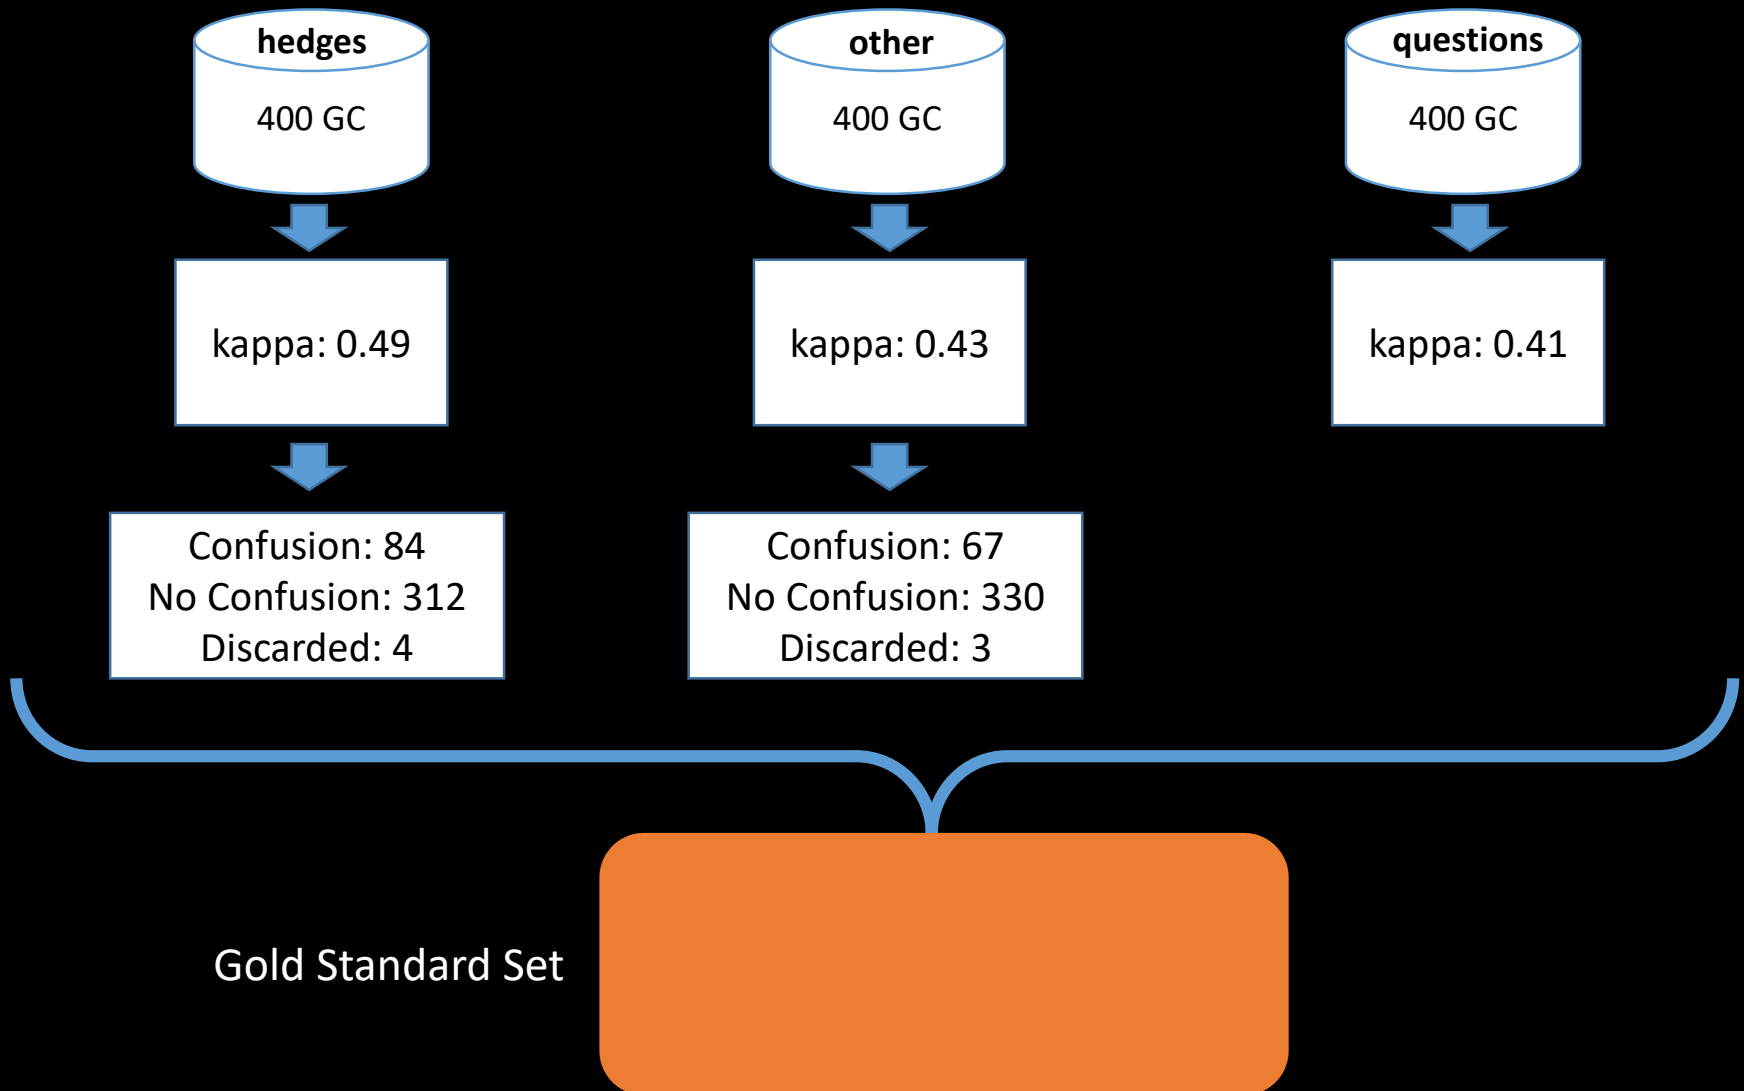 hedges
400 GC
other
400 GC
questions
400 GC
kappa: 0.49
kappa: 0.43
kappa: 0.41
Confusion: 84
No Confusion: 312
Discarded: 4
Confusion: 67
No Confusion: 330
Discarded: 3
Gold Standard Set